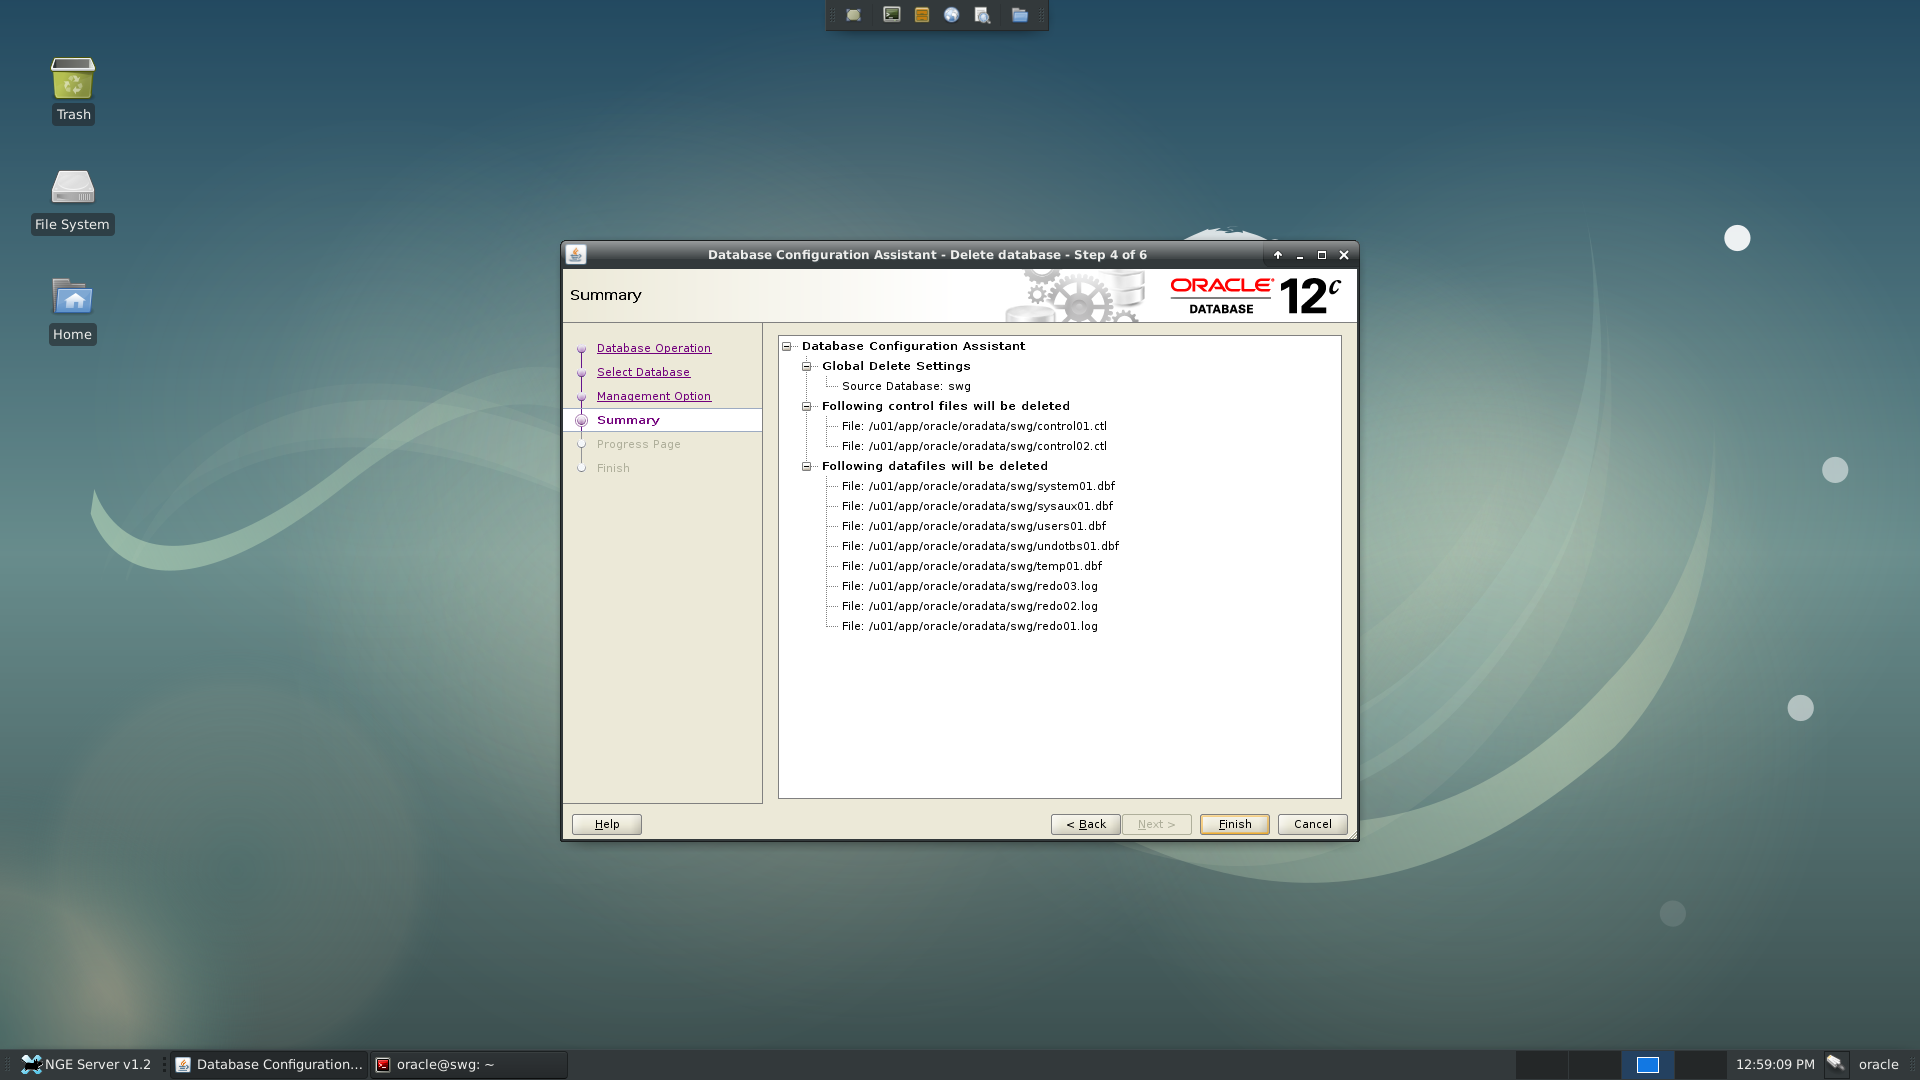 Trash
File System
Home
Database Configuration Assistant - Delete database - Step 4 of 6
Summary
ORACLE
DATABASE
12c
Database Operation
Select Database
Management Option
Summary
Progress Page
Finish
Database Configuration Assistant
Global Delete Settings
Source Database: swg
Following control files will be deleted
File: /u01/app/oracle/oradata/swg/control01.ctl
File: /u01/app/oracle/oradata/swg/control02.ctl
Following datafiles will be deleted
File: /u01/app/oracle/oradata/swg/system01.dbf
File: /u01/app/oracle/oradata/swg/sysaux01.dbf
File: /u01/app/oracle/oradata/swg/users01.dbf
File: /u01/app/oracle/oradata/swg/undotbs01.dbf
File: /u01/app/oracle/oradata/swg/temp01.dbf
File: /u01/app/oracle/oradata/swg/redo03.log
File: /u01/app/oracle/oradata/swg/redo02.log
File: /u01/app/oracle/oradata/swg/redo01.log
Help
< Back
Next >
Finish
Cancel
NGE Server v1.2
Database Configuration...
oracle@swg: ~
12:59:09 PM
oracle